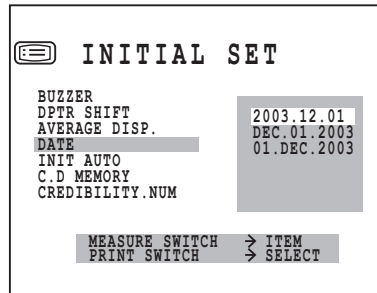 INITIAL SET
BUZZER
DPTR SHIFT
AVERAGE DISP.
DATE
INIT AUTO
C.D MEMORY
CREDIBILITY.NUM
2003.12.01
DEC.01.2003
01.DEC.2003
MEASURE SWITCH → ITEM
PRINT SWITCH → SELECT